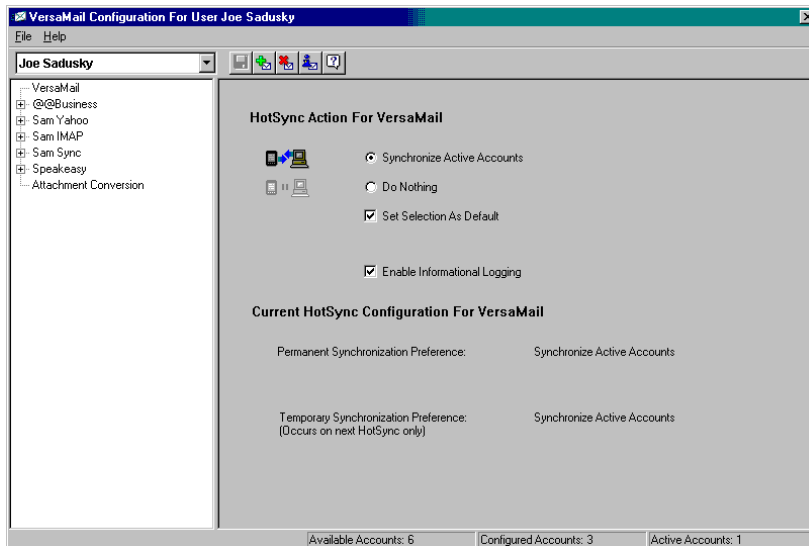 VersaMail Configuration For User Joe Sadusky
File Help
Joe Sadusky
VersaMail
@@Business
Sam Yahoo
Sam IMAP
Sam Sync
Speakeasy
Attachment Conversion
HotSync Action For VersaMail
Synchronize Active Accounts
Do Nothing
Set Selection As Default
Enable Informational Logging
Current HotSync Configuration For VersaMail
Permanent Synchronization Preference: Synchronize Active Accounts
Temporary Synchronization Preference: Synchronize Active Accounts
(Occurs on next HotSync only)
Available Accounts: 6 Configured Accounts: 3 Active Accounts: 1